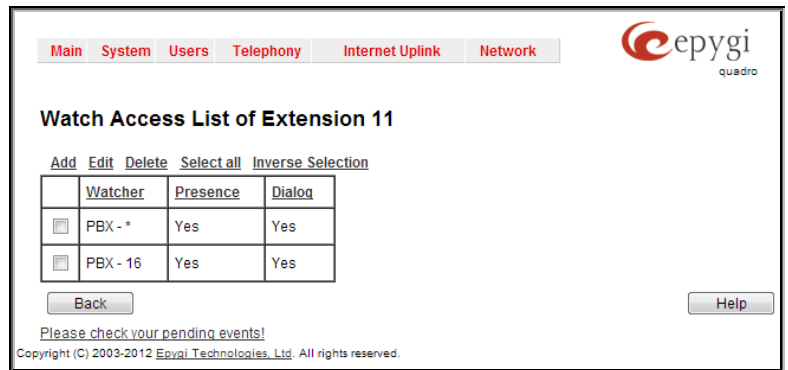 Main System Users Telephony Internet Uplink Network
epygi
quadro
Watch Access List of Extension 11
Add Edit Delete Select all Inverse Selection
Watcher Presence Dialog
PBX - * Yes Yes
PBX - 16 Yes Yes
Back Help
Please check your pending events!
Copyright (C) 2003-2012 Epygi Technologies, Ltd. All rights reserved.